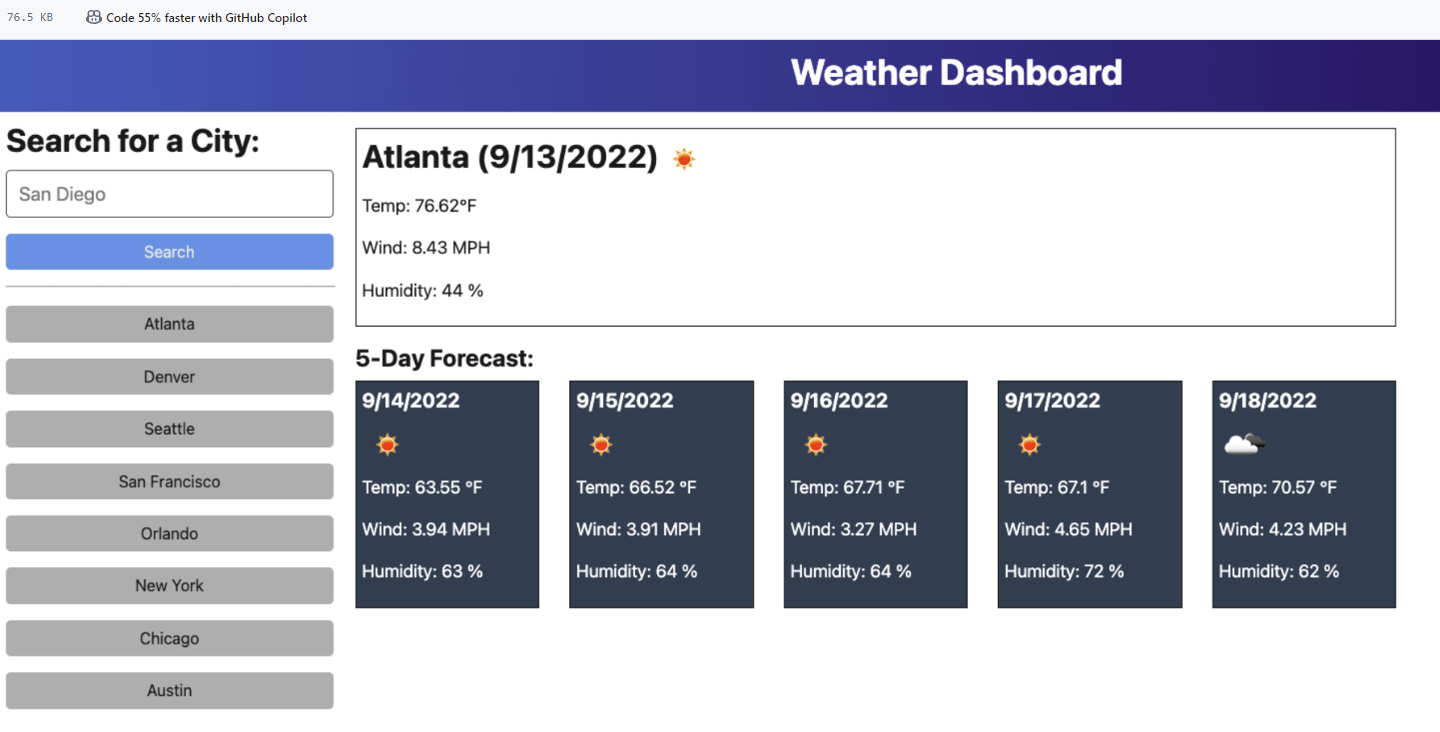 76.5 KB Code 55% faster with GitHub Copilot
Weather Dashboard
Search for a City:
San Diego
Search
Atlanta
Denver
Seattle
San Francisco
Orlando
New York
Chicago
Austin
Atlanta (9/13/2022)
Temp: 76.62°F
Wind: 8.43 MPH
Humidity: 44 %
5-Day Forecast:
9/14/2022
Temp: 63.55 °F
Wind: 3.94 MPH
Humidity: 63 %
9/15/2022
Temp: 66.52 °F
Wind: 3.91 MPH
Humidity: 64 %
9/16/2022
Temp: 67.71 °F
Wind: 3.27 MPH
Humidity: 64 %
9/17/2022
Temp: 67.1 °F
Wind: 4.65 MPH
Humidity: 72 %
9/18/2022
Temp: 70.57 °F
Wind: 4.23 MPH
Humidity: 62 %